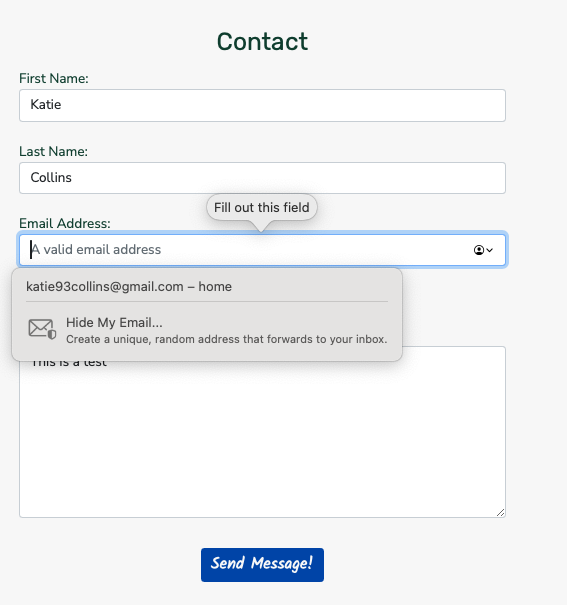 Contact
First Name:
Katie
Last Name:
Collins
Fill out this field
Email Address:
A valid email address
katie93collins@gmail.com – home
Hide My Email...
Create a unique, random address that forwards to your inbox.
This is a test
Send Message!